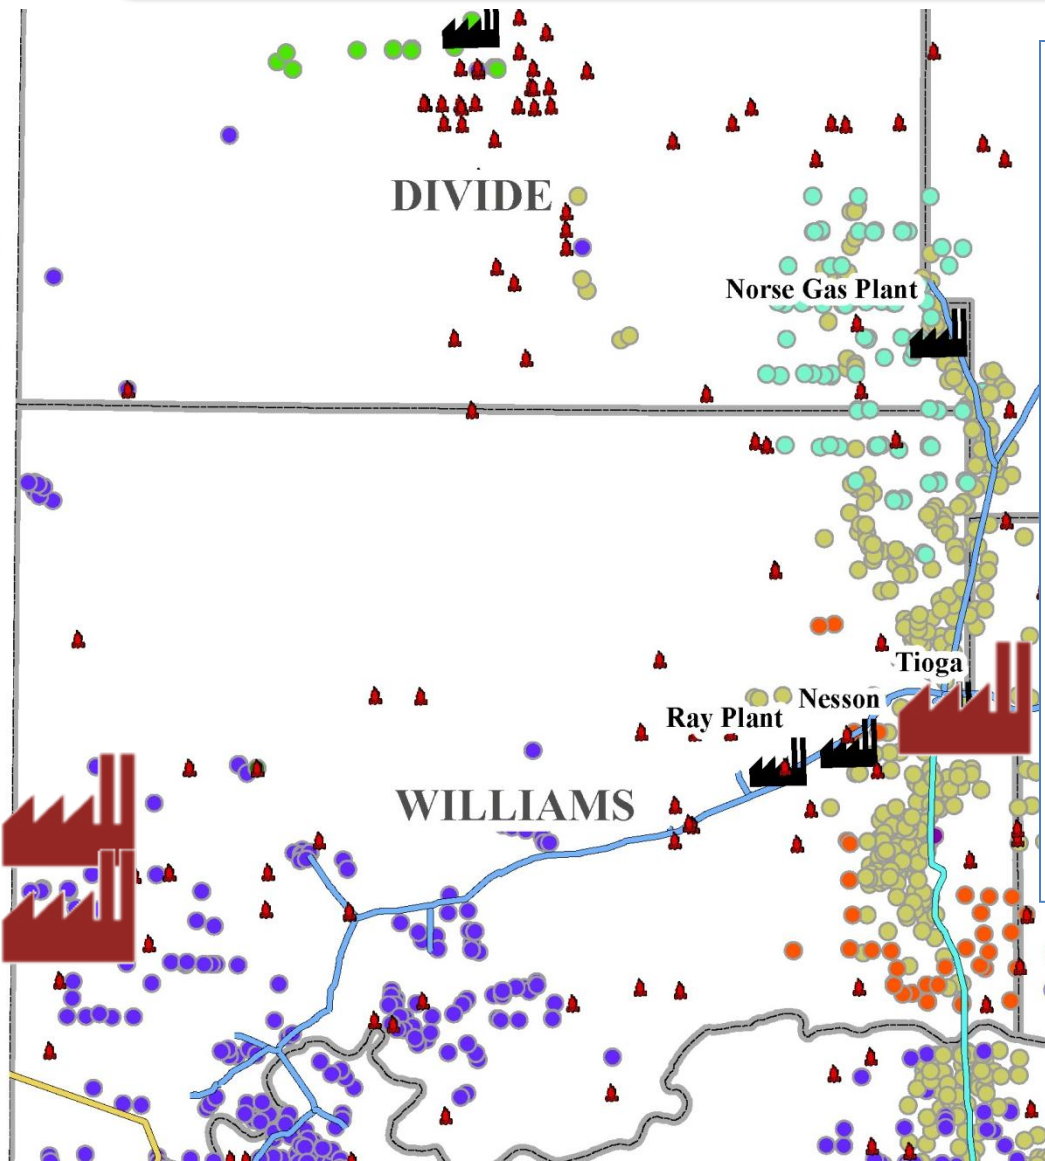 DIVIDE
Norse Gas Plant
Tioga
Nesson
Ray Plant
WILLIAMS